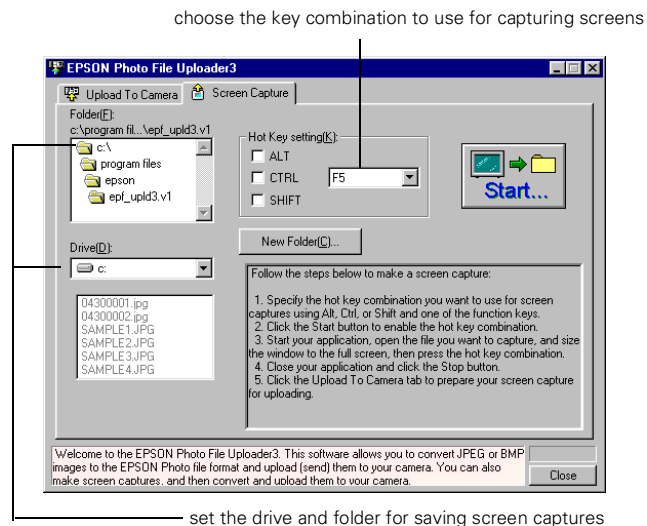 choose the key combination to use for capturing screens
EPSON Photo File Uploader3
Upload To Camera
Screen Capture
Folder(F):
c:\program fil...\epf_upld3.v1
c:\
program files
epson
epf_upld3.v1
Hot Key setting(K):
ALT
CTRL
F5
SHIFT
Start...
New Folder(C)...
Drive(D):
c:
04300001.jpg
04300002.jpg
SAMPLE1.JPG
SAMPLE2.JPG
SAMPLE3.JPG
SAMPLE4.JPG
Follow the steps below to make a screen capture:
1. Specify the hot key combination you want to use for screen
captures using Alt, Ctrl, or Shift and one of the function keys.
2. Click the Start button to enable the hot key combination.
3. Start your application, open the file you want to capture, and size
the window to the full screen, then press the hot key combination.
4. Close your application and click the Stop button.
5. Click the Upload To Camera tab to prepare your screen capture
for uploading.
Welcome to the EPSON Photo File Uploader3. This software allows you to convert JPEG or BMP
images to the EPSON Photo file format and upload (send) them to your camera. You can also
make screen captures, and then convert and upload them to your camera.
Close
set the drive and folder for saving screen captures